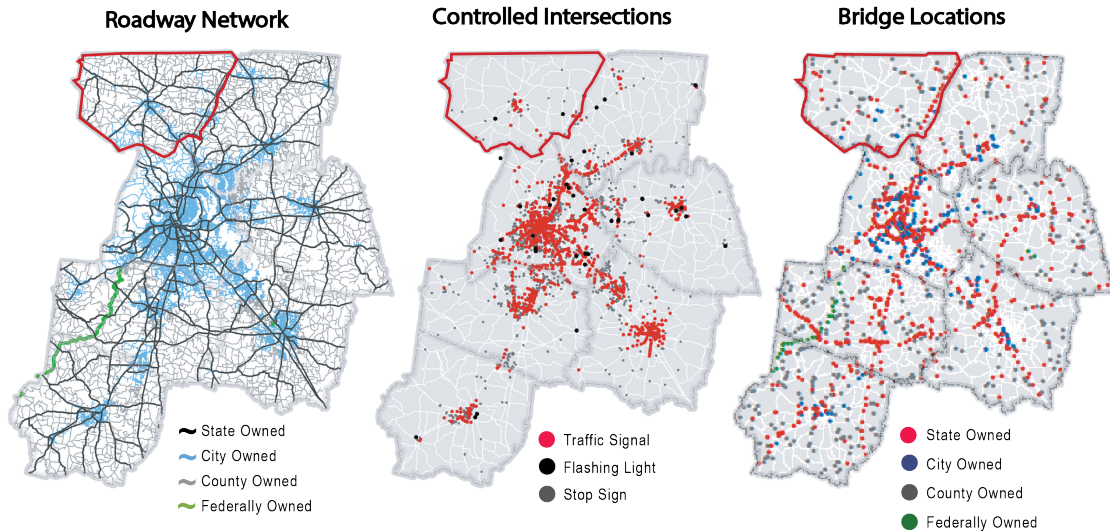 Roadway Network
State Owned
City Owned
County Owned
Federally Owned
Controlled Intersections
Traffic Signal
Flashing Light
Stop Sign
Bridge Locations
State Owned
City Owned
County Owned
Federally Owned